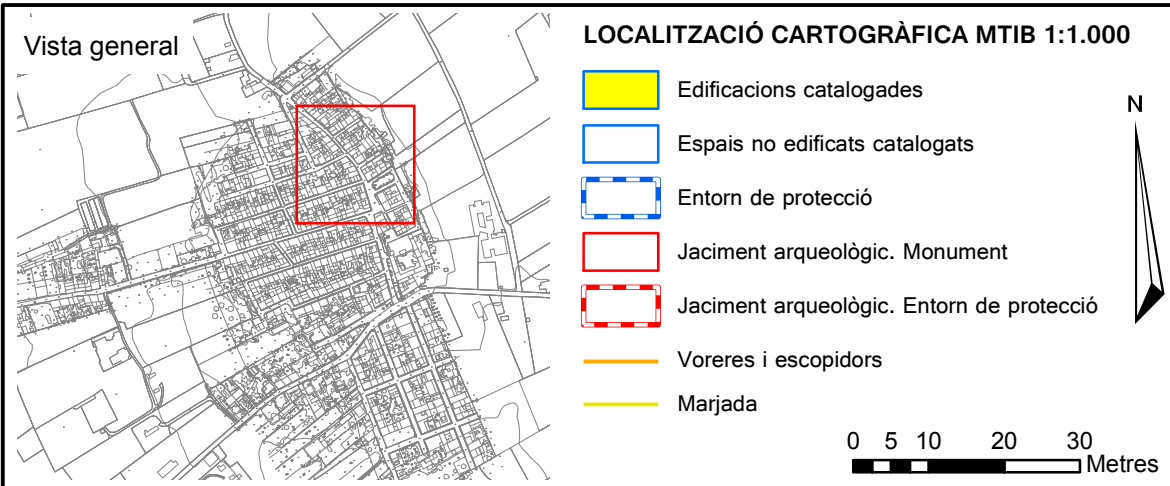 Vista general
LOCALITZACIÓ CARTOGRÀFICA MTIB 1:1.000
Edificacions catalogades
Espais no edificats catalogats
Entorn de protecció
Jaciment arqueològic. Monument
Jaciment arqueològic. Entorn de protecció
Voreres i escopidors
Marjada
N
0 5 10 20 30
Metres